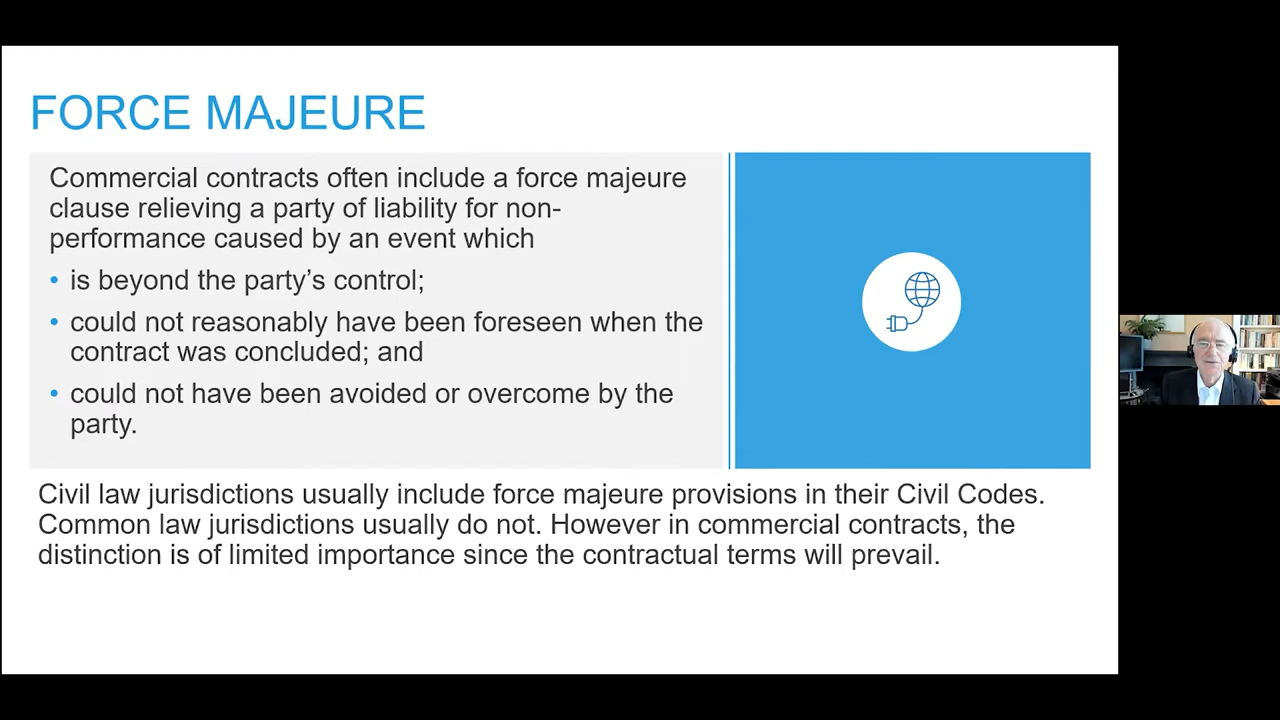 FORCE MAJEURE
Commercial contracts often include a force majeure
clause relieving a party of liability for non-
performance caused by an event which
• is beyond the party’s control;
• could not reasonably have been foreseen when the
contract was concluded; and
• could not have been avoided or overcome by the
party.
Civil law jurisdictions usually include force majeure provisions in their Civil Codes.
Common law jurisdictions usually do not. However in commercial contracts, the
distinction is of limited importance since the contractual terms will prevail.